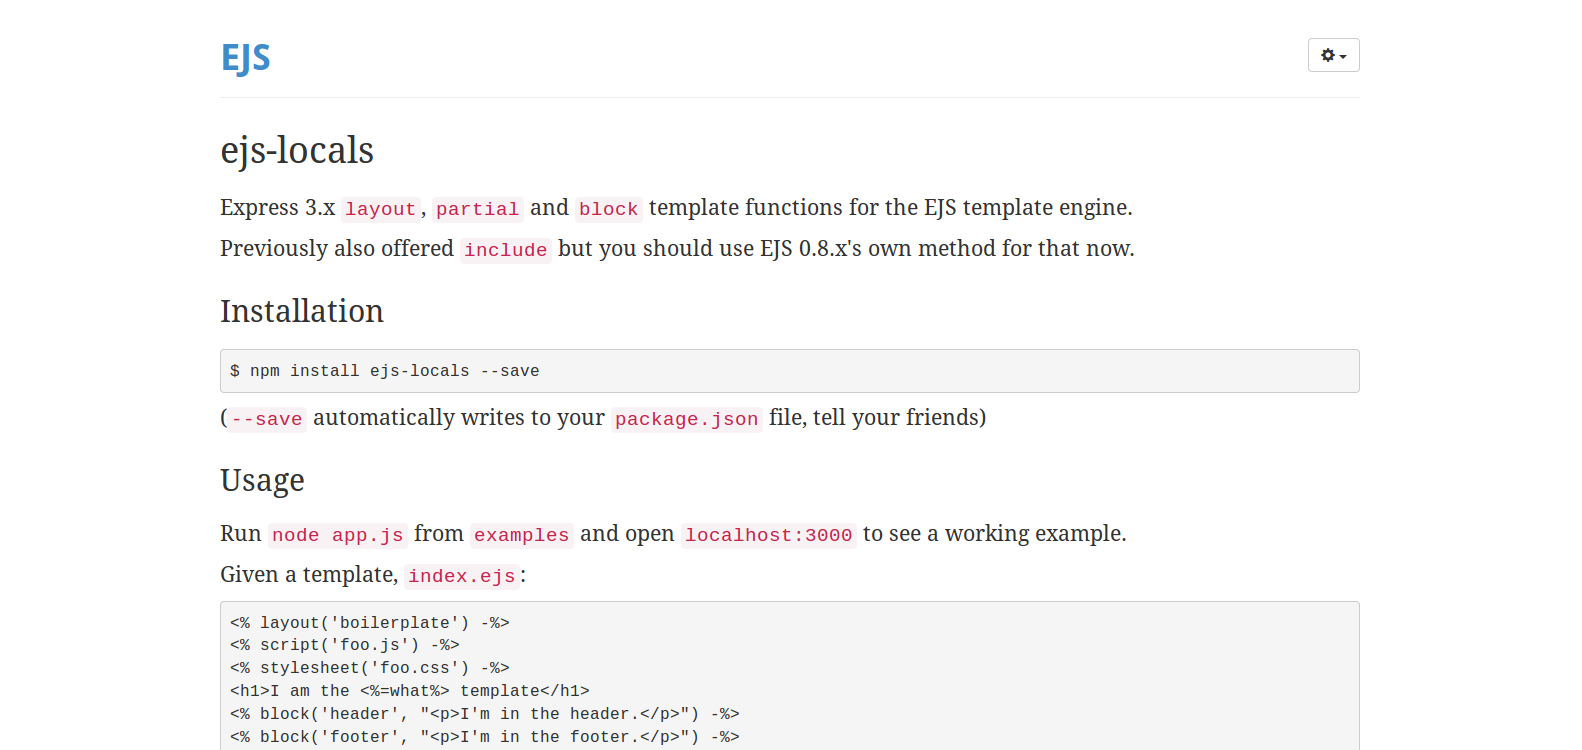 EJS
ejs-locals
Express 3.x layout, partial and block template functions for the EJS template engine.
Previously also offered include but you should use EJS 0.8.x's own method for that now.
Installation
$ npm install ejs-locals --save
(--save automatically writes to your package.json file, tell your friends)
Usage
Run node app.js from examples and open localhost:3000 to see a working example.
Given a template, index.ejs:
<% layout('boilerplate') -%>
<% script('foo.js') -%>
<% stylesheet('foo.css') -%>
<h1>I am the <%=what%> template</h1>
<% block('header', "<p>I'm in the header.</p>") -%>
<% block('footer', "<p>I'm in the footer.</p>") -%>